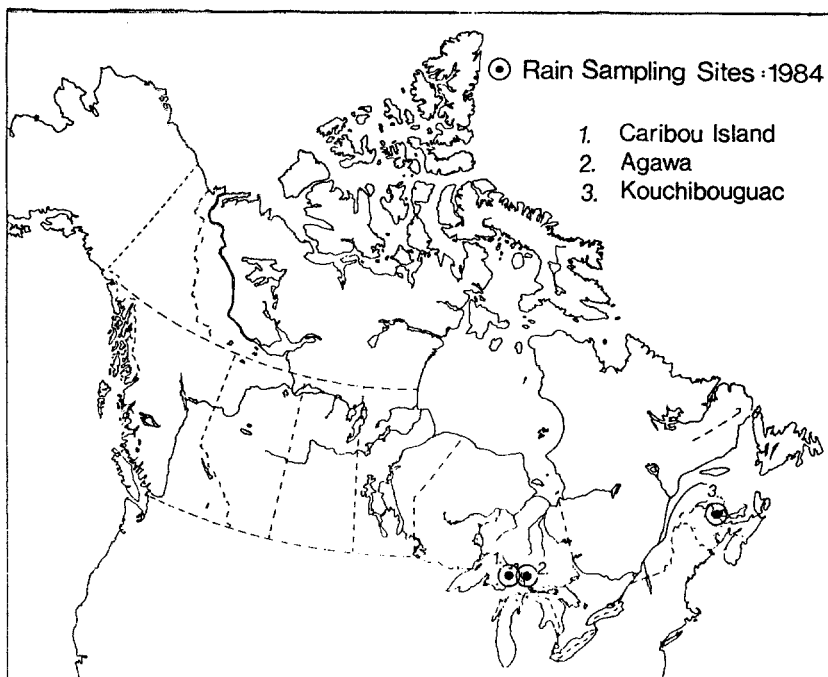 Rain Sampling Sites : 1984
1. Caribou Island
2. Agawa
3. Kouchibouguac
3.
1. 2.